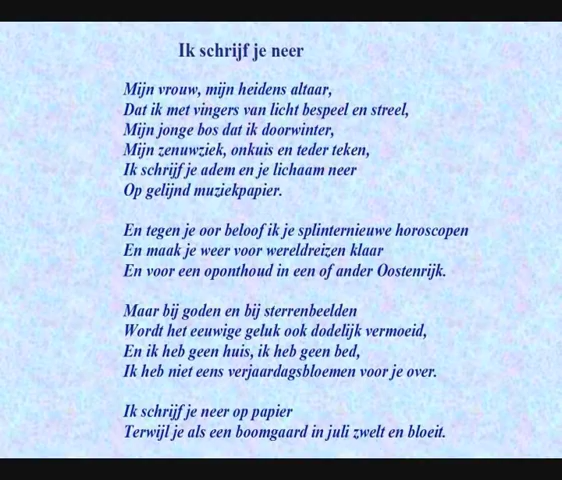 Ik schrijf je neer
Mijn vrouw, mijn heidens altaar,
Dat ik met vingers van licht bespeel en streel,
Mijn jonge bos dat ik doorwinter,
Mijn zenuwziek, onkuis en teder teken,
Ik schrijf je adem en je lichaam neer
Op gelijnd muziekpapier.
En tegen je oor beloof ik je splinternieuwe horoscopen
En maak je weer voor wereldreizen klaar
En voor een oponthoud in een of ander Oostenrijk.
Maar bij goden en bij sterrenbeelden
Wordt het eeuwige geluk ook dodelijk vermoeid,
En ik heb geen huis, ik heb geen bed,
Ik heb niet eens verjaardagsbloemen voor je over.
Ik schrijf je neer op papier
Terwijl je als een boomgaard in juli zwelt en bloeit.